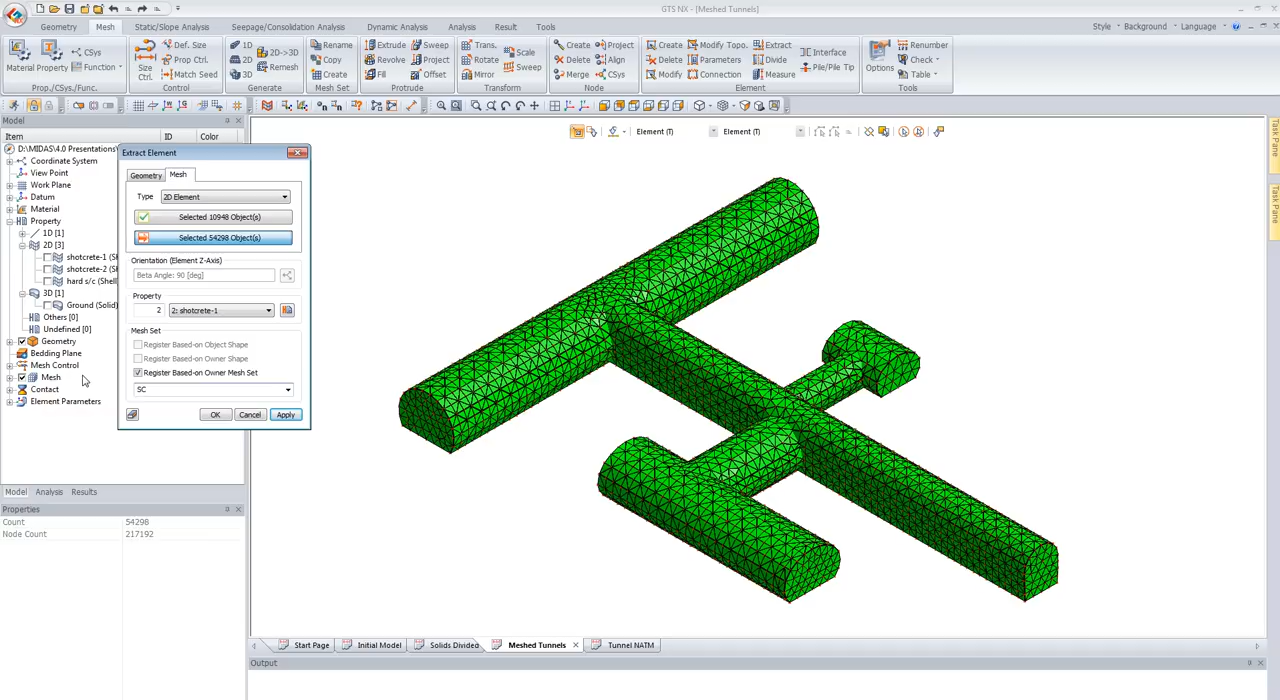 GTS NX - [Meshed Tunnels]
Geometry Mesh Static/Slope Analysis Seepage/Consolidation Analysis Dynamic Analysis Analysis Result Tools Style Background Language
Material Property CSys Function
Prop./CSys./Func.
Size Ctrl. Def. Size Prop Ctrl. Match Seed
Control
1D 2D 3D 2D->3D Remesh
Generate
Rename Copy Create
Mesh Set
Extrude Revolve Fill Sweep Project Offset
Protrude
Trans. Rotate Mirror Scale Sweep
Transform
Create Delete Merge Project Align CSys
Node
Create Delete Modify Modify Topo. Parameters Connection Extract Divide Measure Interface Pile/Pile Tip
Element
Options Renumber Check Table
Tools
Model
Item ID Color
D:\MIDAS\4.0 Presentations\
Coordinate System
View Point
Work Plane
Datum
Material
Property
1D [1]
2D [3]
shotcrete-1 (Sh
shotcrete-2 (Sh
hard s/c (Shell
3D [1]
Ground (Solid)
Others [0]
Undefined [0]
Geometry
Bedding Plane
Mesh Control
Mesh
Contact
Element Parameters
Extract Element
Geometry Mesh
Type 2D Element
Selected 10948 Object(s)
Selected 54298 Object(s)
Orientation (Element Z-Axis)
Beta Angle: 90 [deg]
Property
2 2: shotcrete-1
Mesh Set
Register Based-on Object Shape
Register Based-on Owner Shape
Register Based-on Owner Mesh Set
SC
OK Cancel Apply
Element (T) Element (T)
Task Pane
Task Pane
Model Analysis Results
Properties
Count 54298
Node Count 217192
Start Page Initial Model Solids Divided Meshed Tunnels Tunnel NATM
Output